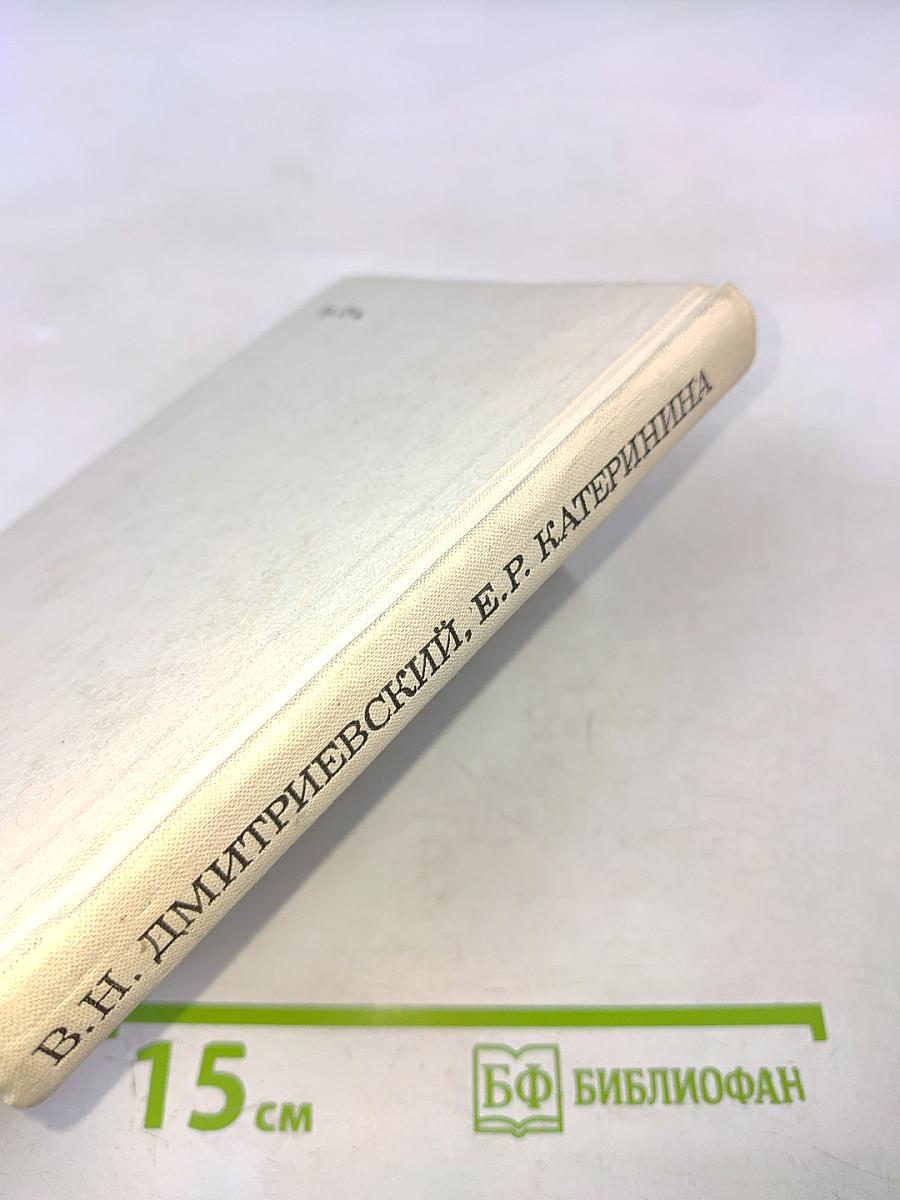 В.Н. ДМИТРИЕВСКИЙ, Е.Р. КАТЕРИНИНА
15 см
БФ БИБЛИОФАН